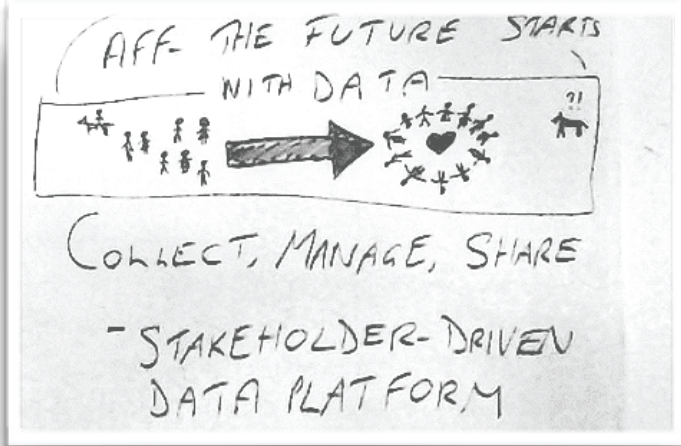 AFF- THE FUTURE STARTS
WITH DATA
?!
COLLECT, MANAGE, SHARE
- STAKEHOLDER-DRIVEN
DATA PLATFORM